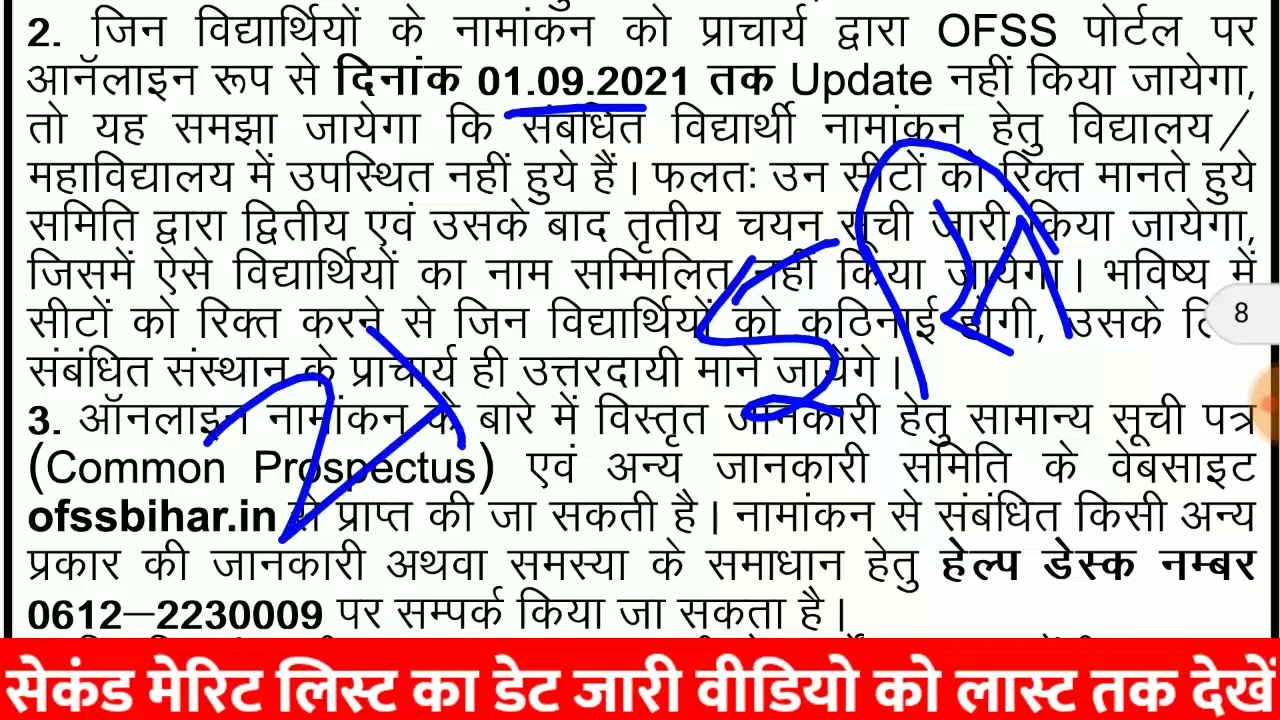 2. जिन विद्यार्थियों के नामांकन को प्राचार्य द्वारा OFSS पोर्टल पर
आनॅलाइन रूप से दिनांक 01.09.2021 तक Update नहीं किया जायेगा,
तो यह समझा जायेगा कि संबंधित विद्यार्थी नामांकन हेतु विद्यालय/
महाविद्यालय में उपस्थित नहीं हुये हैं। फलतः उन सीटों को रिक्त मानते हुये
समिति द्वारा द्वितीय एवं उसके बाद तृतीय चयन सूची जारी किया जायेगा,
जिसमें ऐसे विद्यार्थियों का नाम सम्मिलित नहीं किया जायेगा। भविष्य में
सीटों को रिक्त करने से जिन विद्यार्थियों को कठिनाई होगी, उसके
8
संबंधित संस्थान के प्राचार्य ही उत्तरदायी माने जायेंगे।
3. ऑनलाइन नामांकन के बारे में विस्तृत जानकारी हेतु सामान्य सूची पत्र
(Common Prospectus) एवं अन्य जानकारी समिति के वेबसाइट
ofssbihar.in से प्राप्त की जा सकती है। नामांकन से संबंधित किसी अन्य
प्रकार की जानकारी अथवा समस्या के समाधान हेतु हेल्प डेस्क नम्बर
0612–2230009 पर सम्पर्क किया जा सकता है।
सेकंड मेरिट लिस्ट का डेट जारी वीडियो को लास्ट तक देखें